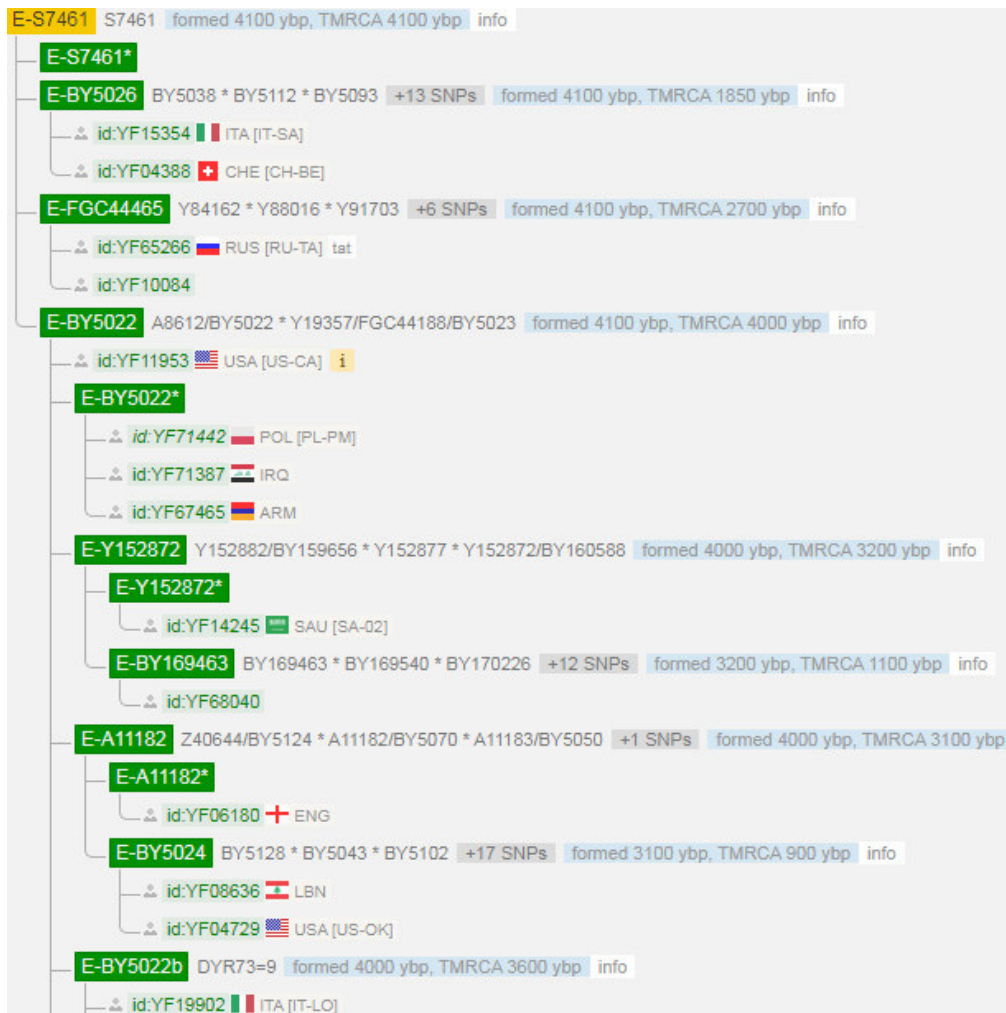 E-S7461 S7461 formed 4100 ybp, TMRCA 4100 ybp info
E-S7461*
E-BY5026 BY5038 * BY5112 * BY5093 +13 SNPs formed 4100 ybp, TMRCA 1850 ybp info
id:YF15354 ITA [IT-SA]
id:YF04388 CHE [CH-BE]
E-FGC44465 Y84162 * Y88016 * Y91703 +6 SNPs formed 4100 ybp, TMRCA 2700 ybp info
id:YF65266 RUS [RU-TA] tat
id:YF10084
E-BY5022 A8612/BY5022 * Y19357/FGC44188/BY5023 formed 4100 ybp, TMRCA 4000 ybp info
id:YF11953 USA [US-CA] i
E-BY5022*
id:YF71442 POL [PL-PM]
id:YF71387 IRQ
id:YF67465 ARM
E-Y152872 Y152882/BY159656 * Y152877 * Y152872/BY160588 formed 4000 ybp, TMRCA 3200 ybp info
E-Y152872*
id:YF14245 SAU [SA-02]
E-BY169463 BY169463 * BY169540 * BY170226 +12 SNPs formed 3200 ybp, TMRCA 1100 ybp info
id:YF68040
E-A11182 Z40644/BY5124 * A11182/BY5070 * A11183/BY5050 +1 SNPs formed 4000 ybp, TMRCA 3100 ybp
E-A11182*
id:YF06180 ENG
E-BY5024 BY5128 * BY5043 * BY5102 +17 SNPs formed 3100 ybp, TMRCA 900 ybp info
id:YF08636 LBN
id:YF04729 USA [US-OK]
E-BY5022b DYR73=9 formed 4000 ybp, TMRCA 3600 ybp info
id:YF19902 ITA [IT-LO]